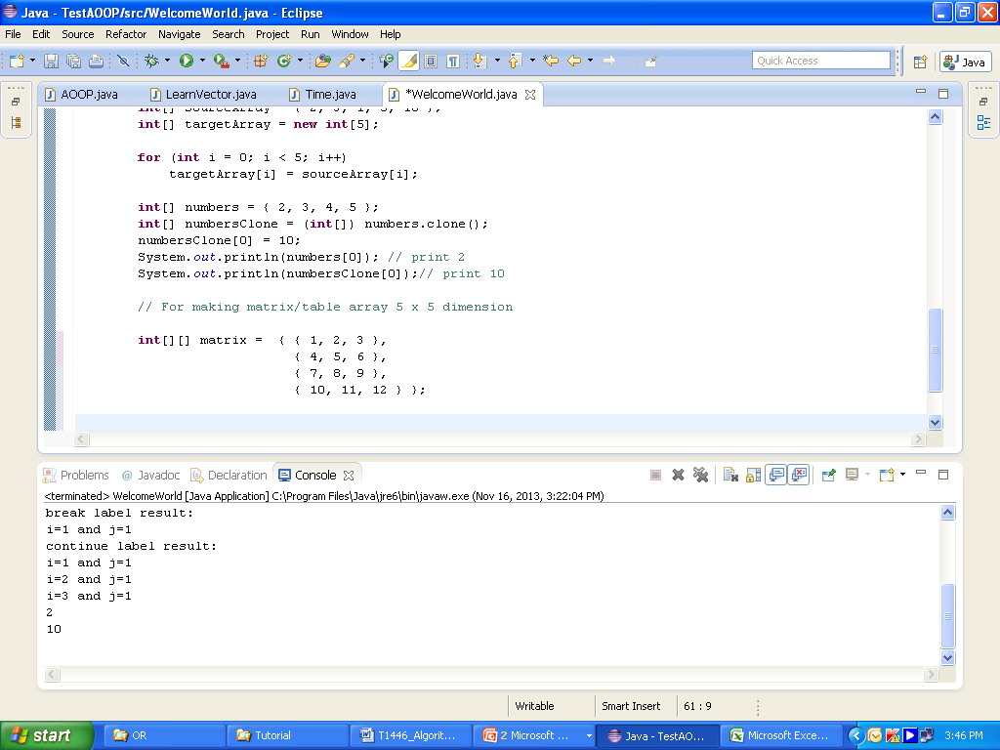 Java - TestAOOP/src/WelcomeWorld.java - Eclipse
File Edit Source Refactor Navigate Search Project Run Window Help
Quick Access
Java
AOOP.java LearnVector.java Time.java *WelcomeWorld.java
int[] sourceArray = { 2, 3, 1, 5, 10 };
int[] targetArray = new int[5];
for (int i = 0; i < 5; i++)
targetArray[i] = sourceArray[i];
int[] numbers = { 2, 3, 4, 5 };
int[] numbersClone = (int[]) numbers.clone();
numbersClone[0] = 10;
System.out.println(numbers[0]); // print 2
System.out.println(numbersClone[0]);// print 10
// For making matrix/table array 5 x 5 dimension
int[][] matrix = { { 1, 2, 3 },
{ 4, 5, 6 },
{ 7, 8, 9 },
{ 10, 11, 12 } };
Problems @ Javadoc Declaration Console
<terminated> WelcomeWorld [Java Application] C:\Program Files\Java\jre6\bin\javaw.exe (Nov 16, 2013, 3:22:04 PM)
break label result:
i=1 and j=1
continue label result:
i=1 and j=1
i=2 and j=1
i=3 and j=1
2
10
Writable Smart Insert 61 : 9
start OR Tutorial T1446_Algorit... 2 Microsoft ... Java - TestAO... Microsoft Exce... 3:46 PM